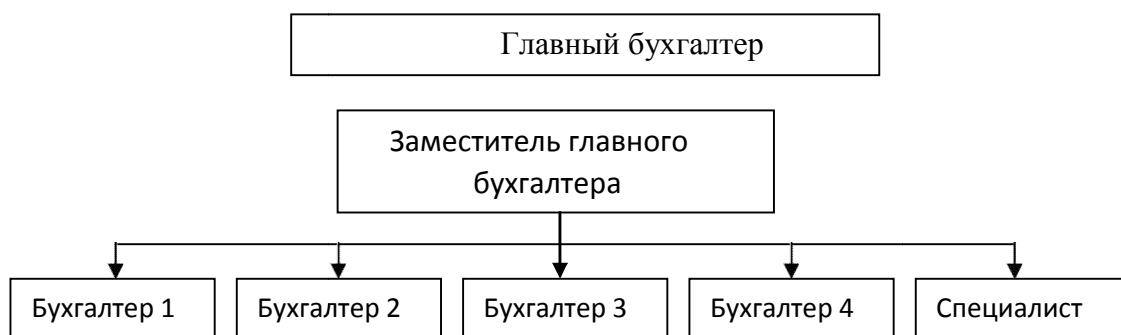 Главный бухгалтер
Заместитель главного
бухгалтера
Бухгалтер 1
Бухгалтер 2
Бухгалтер 3
Бухгалтер 4
Специалист